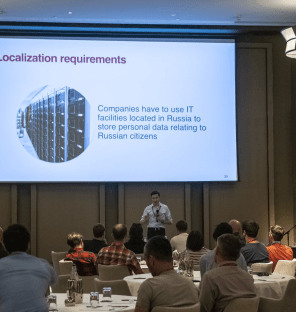 Localization requirements
Companies have to use IT
facilities located in Russia to
store personal data relating to
Russian citizens